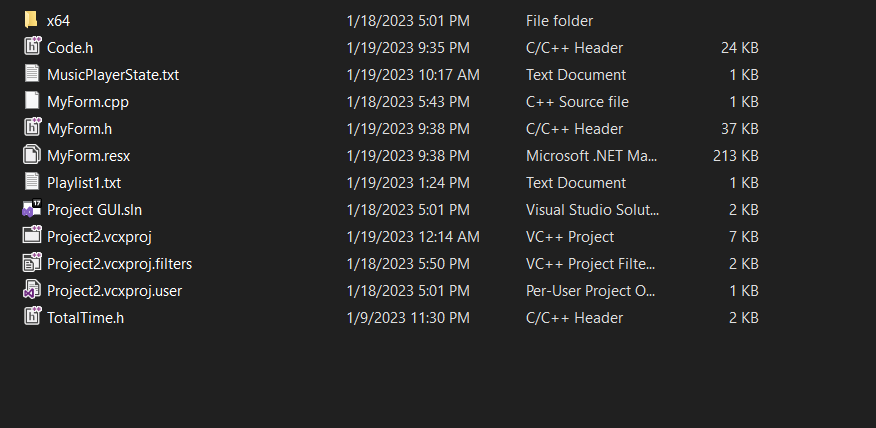 x64 1/18/2023 5:01 PM File folder
Code.h 1/19/2023 9:35 PM C/C++ Header 24 KB
MusicPlayerState.txt 1/19/2023 10:17 AM Text Document 1 KB
MyForm.cpp 1/18/2023 5:43 PM C++ Source file 1 KB
MyForm.h 1/19/2023 9:38 PM C/C++ Header 37 KB
MyForm.resx 1/19/2023 9:38 PM Microsoft .NET Ma... 213 KB
Playlist1.txt 1/19/2023 1:24 PM Text Document 1 KB
Project GUI.sln 1/18/2023 5:01 PM Visual Studio Solut... 2 KB
Project2.vcxproj 1/19/2023 12:14 AM VC++ Project 7 KB
Project2.vcxproj.filters 1/18/2023 5:50 PM VC++ Project Filte... 2 KB
Project2.vcxproj.user 1/18/2023 5:01 PM Per-User Project O... 1 KB
TotalTime.h 1/9/2023 11:30 PM C/C++ Header 2 KB